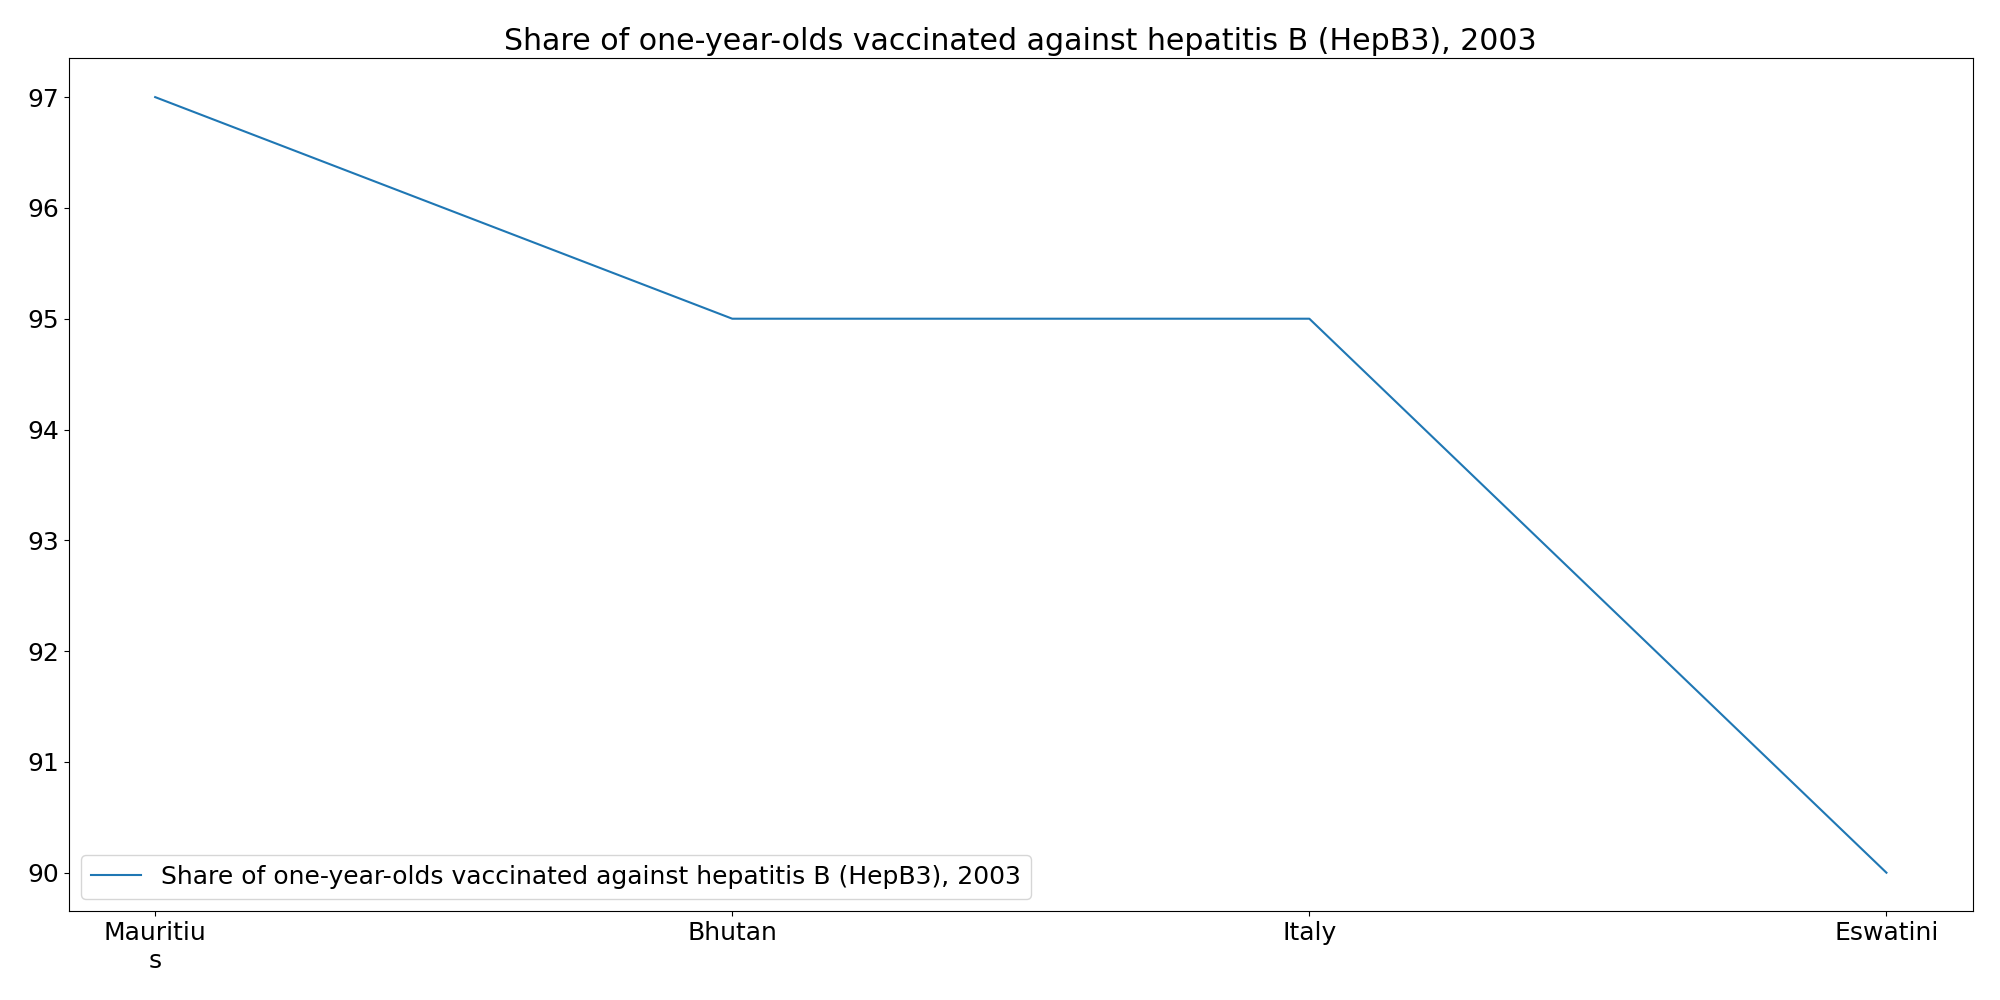 Share of one-year-olds vaccinated against hepatitis B (HepB3), 2003
97
96
95
94
93
92
91
90
Share of one-year-olds vaccinated against hepatitis B (HepB3), 2003
Mauritiu
s
Bhutan
Italy
Eswatini